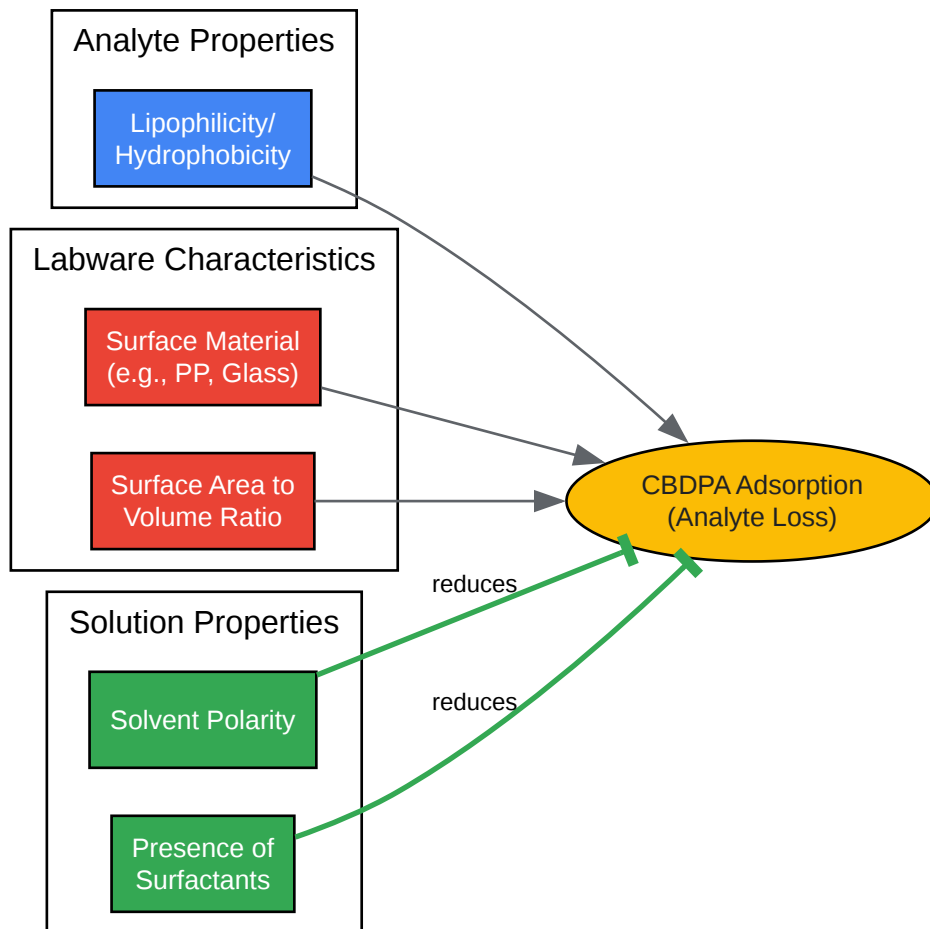 Analyte Properties
Lipophilicity/
Hydrophobicity
Labware Characteristics
Surface Material
(e.g., PP, Glass)
Surface Area to
Volume Ratio
CBDPA Adsorption
(Analyte Loss)
reduces
Solution Properties
Solvent Polarity
reduces
Presence of
Surfactants